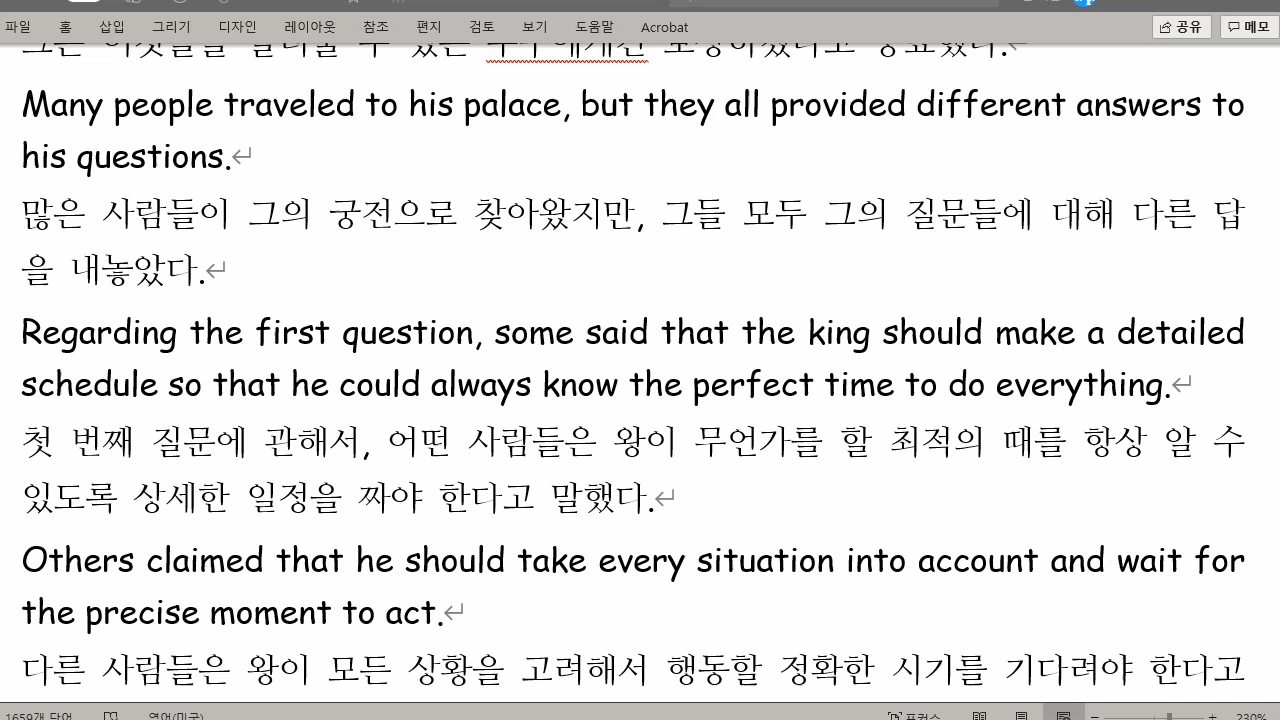 파일 홈 삽입 그리기 디자인 레이아웃 참조 편지 검토 보기 도움말 Acrobat 공유 메모
Many people traveled to his palace, but they all provided different answers to
his questions.
많은 사람들이 그의 궁전으로 찾아왔지만, 그들 모두 그의 질문들에 대해 다른 답
을 내놓았다.
Regarding the first question, some said that the king should make a detailed
schedule so that he could always know the perfect time to do everything.
첫 번째 질문에 관해서, 어떤 사람들은 왕이 무언가를 할 최적의 때를 항상 알 수
있도록 상세한 일정을 짜야 한다고 말했다.
Others claimed that he should take every situation into account and wait for
the precise moment to act.
다른 사람들은 왕이 모든 상황을 고려해서 행동할 정확한 시기를 기다려야 한다고
1659개 단어 영어(미국) 포커스 230%